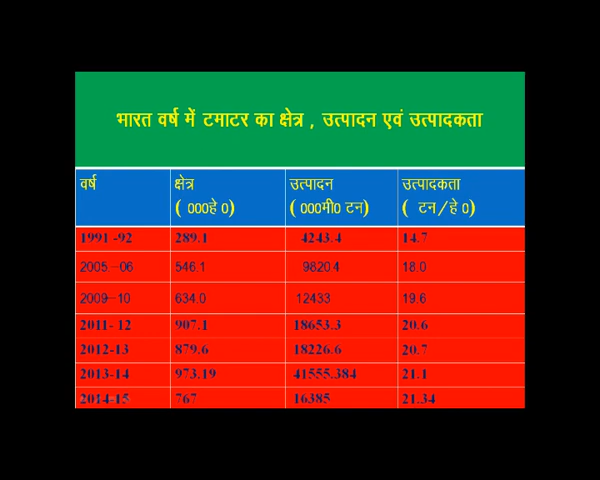 भारत वर्ष में टमाटर का क्षेत्र , उत्पादन एवं उत्पादकता
वर्ष क्षेत्र उत्पादन उत्पादकता
( 000हे 0) (000मी0 टन) ( टन/हे 0)
1991 -92 289.1 4243.4 14.7
2005.–06 546.1 9820.4 18.0
2009–10 634.0 12433 19.6
2011- 12 907.1 18653.3 20.6
2012-13 879.6 18226.6 20.7
2013-14 973.19 41555.384 21.1
2014-15 767 16385 21.34